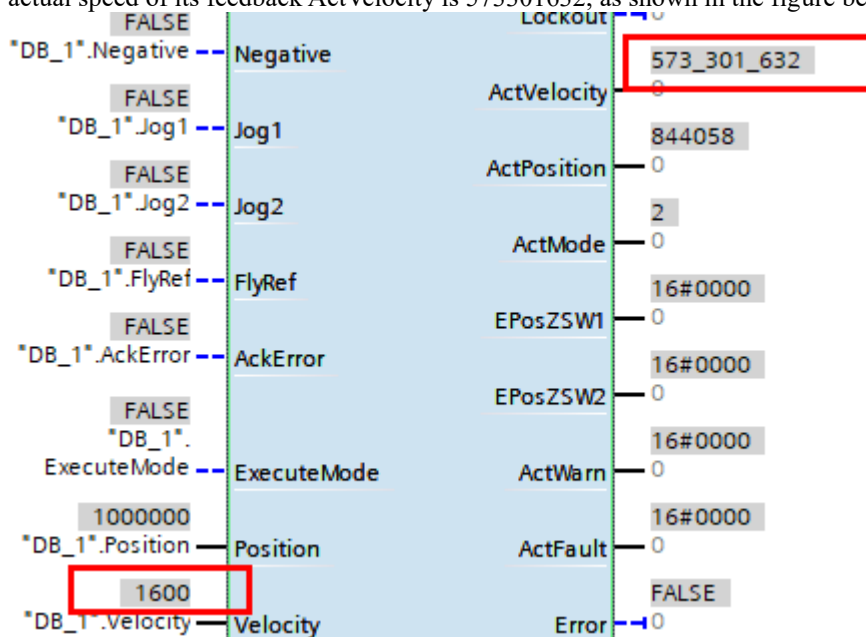 actual speed of its feedback ActVelocity is 573301632, as shown in the figure be
FALSE
Lockout 0
"DB_1".Negative Negative
573_301_632
ActVelocity 0
FALSE
"DB_1".Jog1 Jog1
844058
ActPosition 0
FALSE
"DB_1".Jog2 Jog2
2
ActMode 0
FALSE
"DB_1".FlyRef FlyRef
16#0000
EPosZSW1 0
FALSE
"DB_1".AckError AckError
16#0000
EPosZSW2 0
FALSE
"DB_1".
ExecuteMode ExecuteMode
16#0000
ActWarn 0
1000000
"DB_1".Position Position
16#0000
ActFault 0
1600
"DB_1".Velocity Velocity
FALSE
Error 0